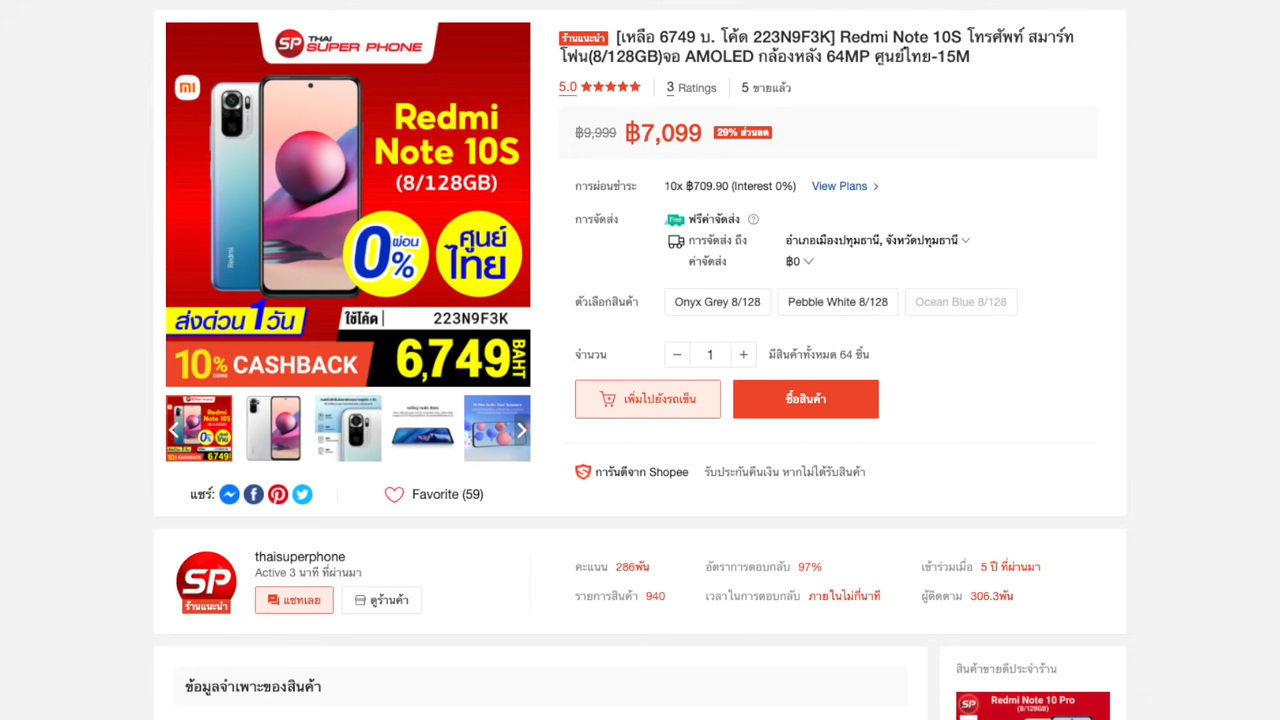 SP THAI SUPER PHONE
Redmi
Note 10S
(8/128GB)
0% ผ่อน
ศูนย์
ไทย
Redmi
ส่งด่วน 1 วัน
ใช้โค้ด | 223N9F3K
10% COINS CASHBACK
6,749 BAHT
แชร์:
Favorite (59)
ร้านแนะนำ [เหลือ 6749 บ. โค้ด 223N9F3K] Redmi Note 10S โทรศัพท์ สมาร์ท
โฟน(8/128GB)จอ AMOLED กล้องหลัง 64MP ศูนย์ไทย-15M
5.0 3 Ratings 5 ขายแล้ว
฿9,999 ฿7,099 29% ส่วนลด
การผ่อนชำระ 10x ฿709.90 (Interest 0%) View Plans
การจัดส่ง Free ฟรีค่าจัดส่ง ?
การจัดส่ง ถึง อำเภอเมืองปทุมธานี, จังหวัดปทุมธานี
ค่าจัดส่ง ฿0
ตัวเลือกสินค้า Onyx Grey 8/128 Pebble White 8/128 Ocean Blue 8/128
จำนวน − 1 + มีสินค้าทั้งหมด 64 ชิ้น
เพิ่มไปยังรถเข็น ซื้อสินค้า
การันตีจาก Shopee รับประกันคืนเงิน หากไม่ได้รับสินค้า
SP
ร้านแนะนำ
thaisuperphone
Active 3 นาที ที่ผ่านมา
แชทเลย ดูร้านค้า
คะแนน 286พัน อัตราการตอบกลับ 97% เข้าร่วมเมื่อ 5 ปี ที่ผ่านมา
รายการสินค้า 940 เวลาในการตอบกลับ ภายในไม่กี่นาที ผู้ติดตาม 306.3พัน
ข้อมูลจำเพาะของสินค้า
สินค้าขายดีประจำร้าน
SP Redmi Note 10 Pro
(8/128GB)